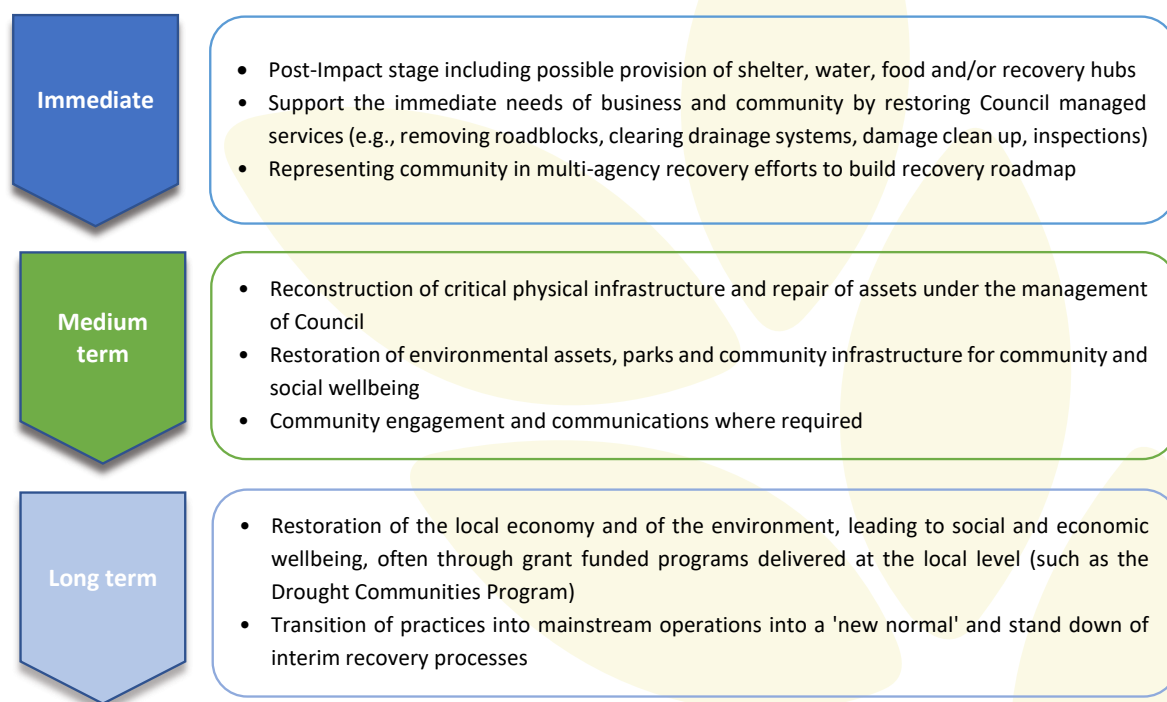 Immediate
• Post-Impact stage including possible provision of shelter, water, food and/or recovery hubs
• Support the immediate needs of business and community by restoring Council managed
services (e.g., removing roadblocks, clearing drainage systems, damage clean up, inspections)
• Representing community in multi-agency recovery efforts to build recovery roadmap
Medium
term
• Reconstruction of critical physical infrastructure and repair of assets under the management
of Council
• Restoration of environmental assets, parks and community infrastructure for community and
social wellbeing
• Community engagement and communications where required
Long term
• Restoration of the local economy and of the environment, leading to social and economic
wellbeing, often through grant funded programs delivered at the local level (such as the
Drought Communities Program)
• Transition of practices into mainstream operations into a 'new normal' and stand down of
interim recovery processes